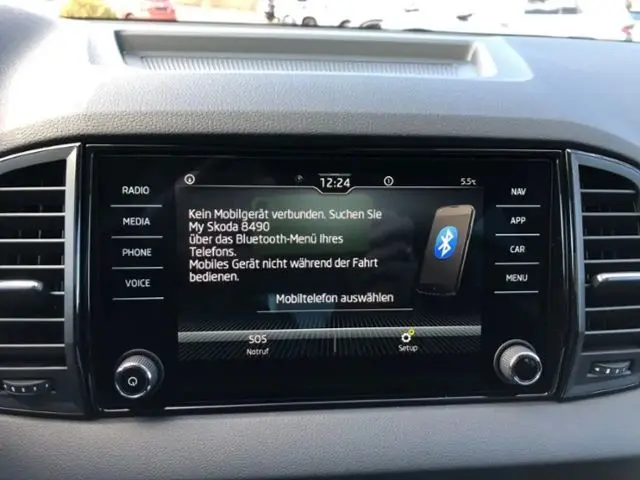 12:24
5.5°C
RADIO
MEDIA
PHONE
VOICE
Kein Mobilgerät verbunden. Suchen Sie
My Skoda 8490
über das Bluetooth-Menü Ihres
Telefons.
Mobiles Gerät nicht während der Fahrt
bedienen.
Mobiltelefon auswählen
SOS
Notruf
Setup
NAV
APP
CAR
MENU